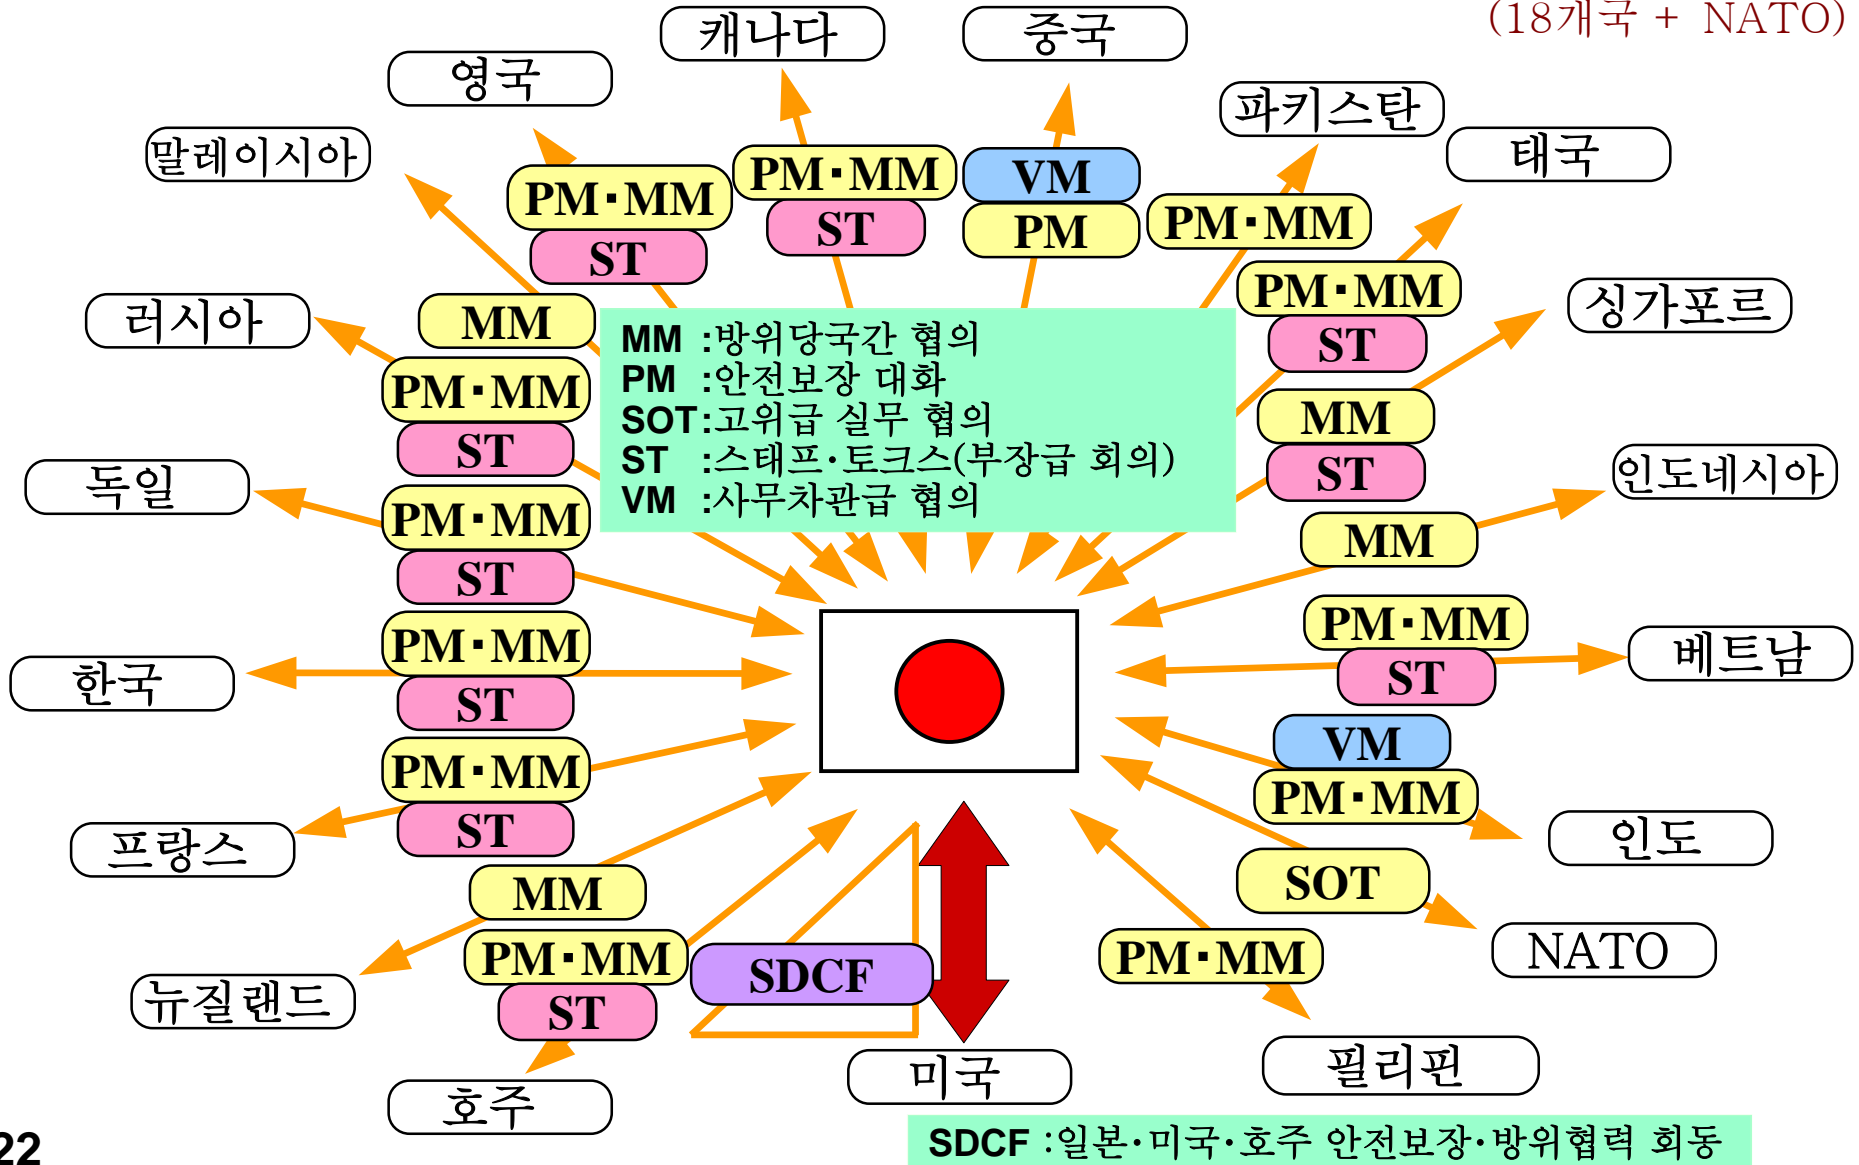 (18개국 + NATO)
캐나다
중국
영국
파키스탄
말레이시아
태국
PM·MM
ST
PM·MM
ST
VM
PM
PM·MM
PM·MM
ST
러시아
MM
싱가포르
PM·MM
ST
MM :방위당국간 협의
PM :안전보장 대화
SOT:고위급 실무 협의
ST :스태프·토크스(부장급 회의)
VM :사무차관급 협의
MM
ST
독일
인도네시아
PM·MM
ST
MM
한국
PM·MM
ST
PM·MM
ST
베트남
VM
PM·MM
프랑스
PM·MM
ST
인도
MM
SOT
뉴질랜드
PM·MM
ST
SDCF
PM·MM
NATO
호주
미국
필리핀
SDCF :일본·미국·호주 안전보장·방위협력 회동
22